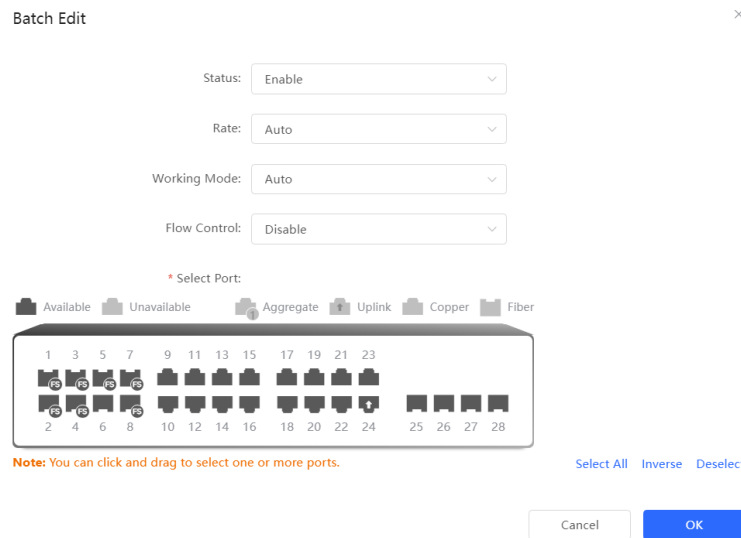 Batch Edit
Status: Enable
Rate: Auto
Working Mode: Auto
Flow Control: Disable
* Select Port:
Available Unavailable 1 Aggregate Uplink Copper Fiber
1 3 5 7 9 11 13 15 17 19 21 23
FS FS FS FS
FS FS FS
2 4 6 8 10 12 14 16 18 20 22 24 25 26 27 28
Note: You can click and drag to select one or more ports.
Select All Inverse Deselec
Cancel OK